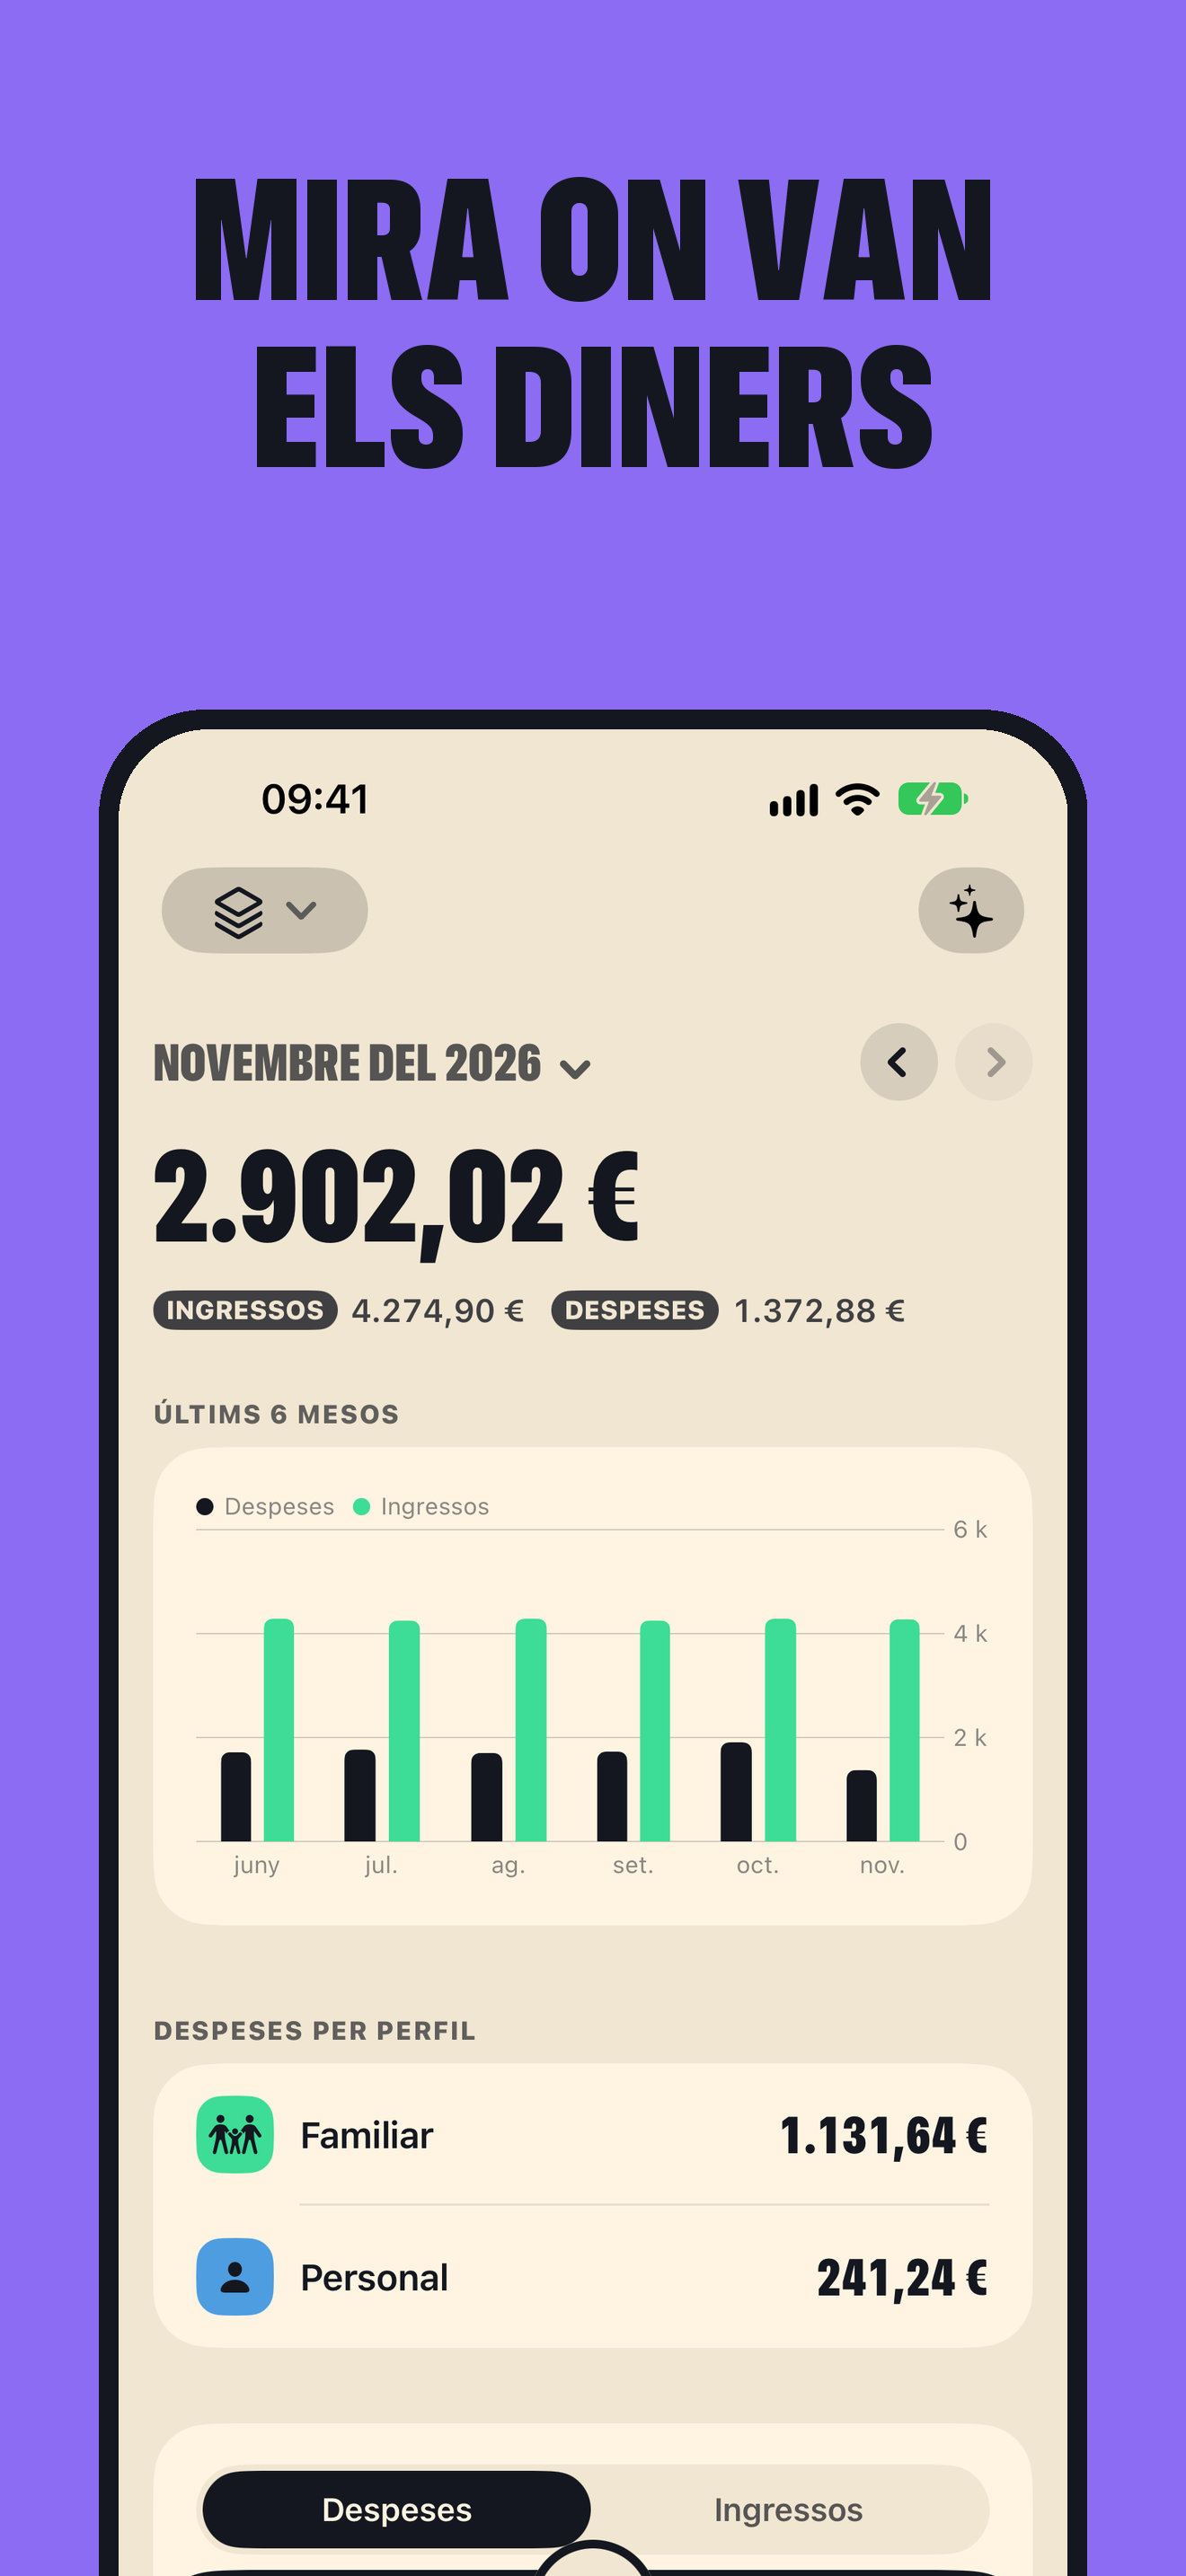 MIRA ON VAN
ELS DINERS
09:41
NOVEMBRE DEL 2026
2.902,02 €
INGRESSOS 4.274,90 € DESPESES 1.372,88 €
ÚLTIMS 6 MESOS
Despeses Ingressos
6 k
4 k
2 k
0
juny jul. ag. set. oct. nov.
DESPESES PER PERFIL
Familiar 1.131,64 €
Personal 241,24 €
Despeses Ingressos